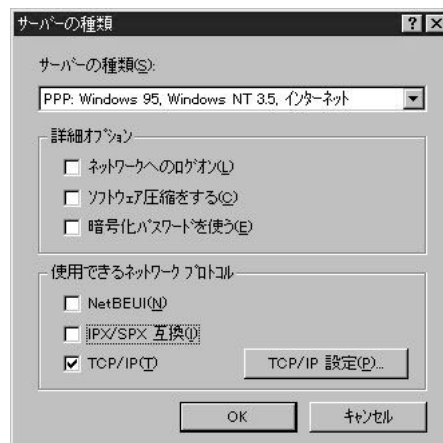 サーバーの種類
サーバーの種類(S):
PPP: Windows 95, Windows NT 3.5, インターネット
詳細オプション
ネットワークへのログオン(L)
ソフトウェア圧縮をする(C)
暗号化パスワードを使う(E)
使用できるネットワーク プロトコル
NetBEUI(N)
IPX/SPX 互換(I)
TCP/IP(T)
TCP/IP 設定(P)...
OK
キャンセル